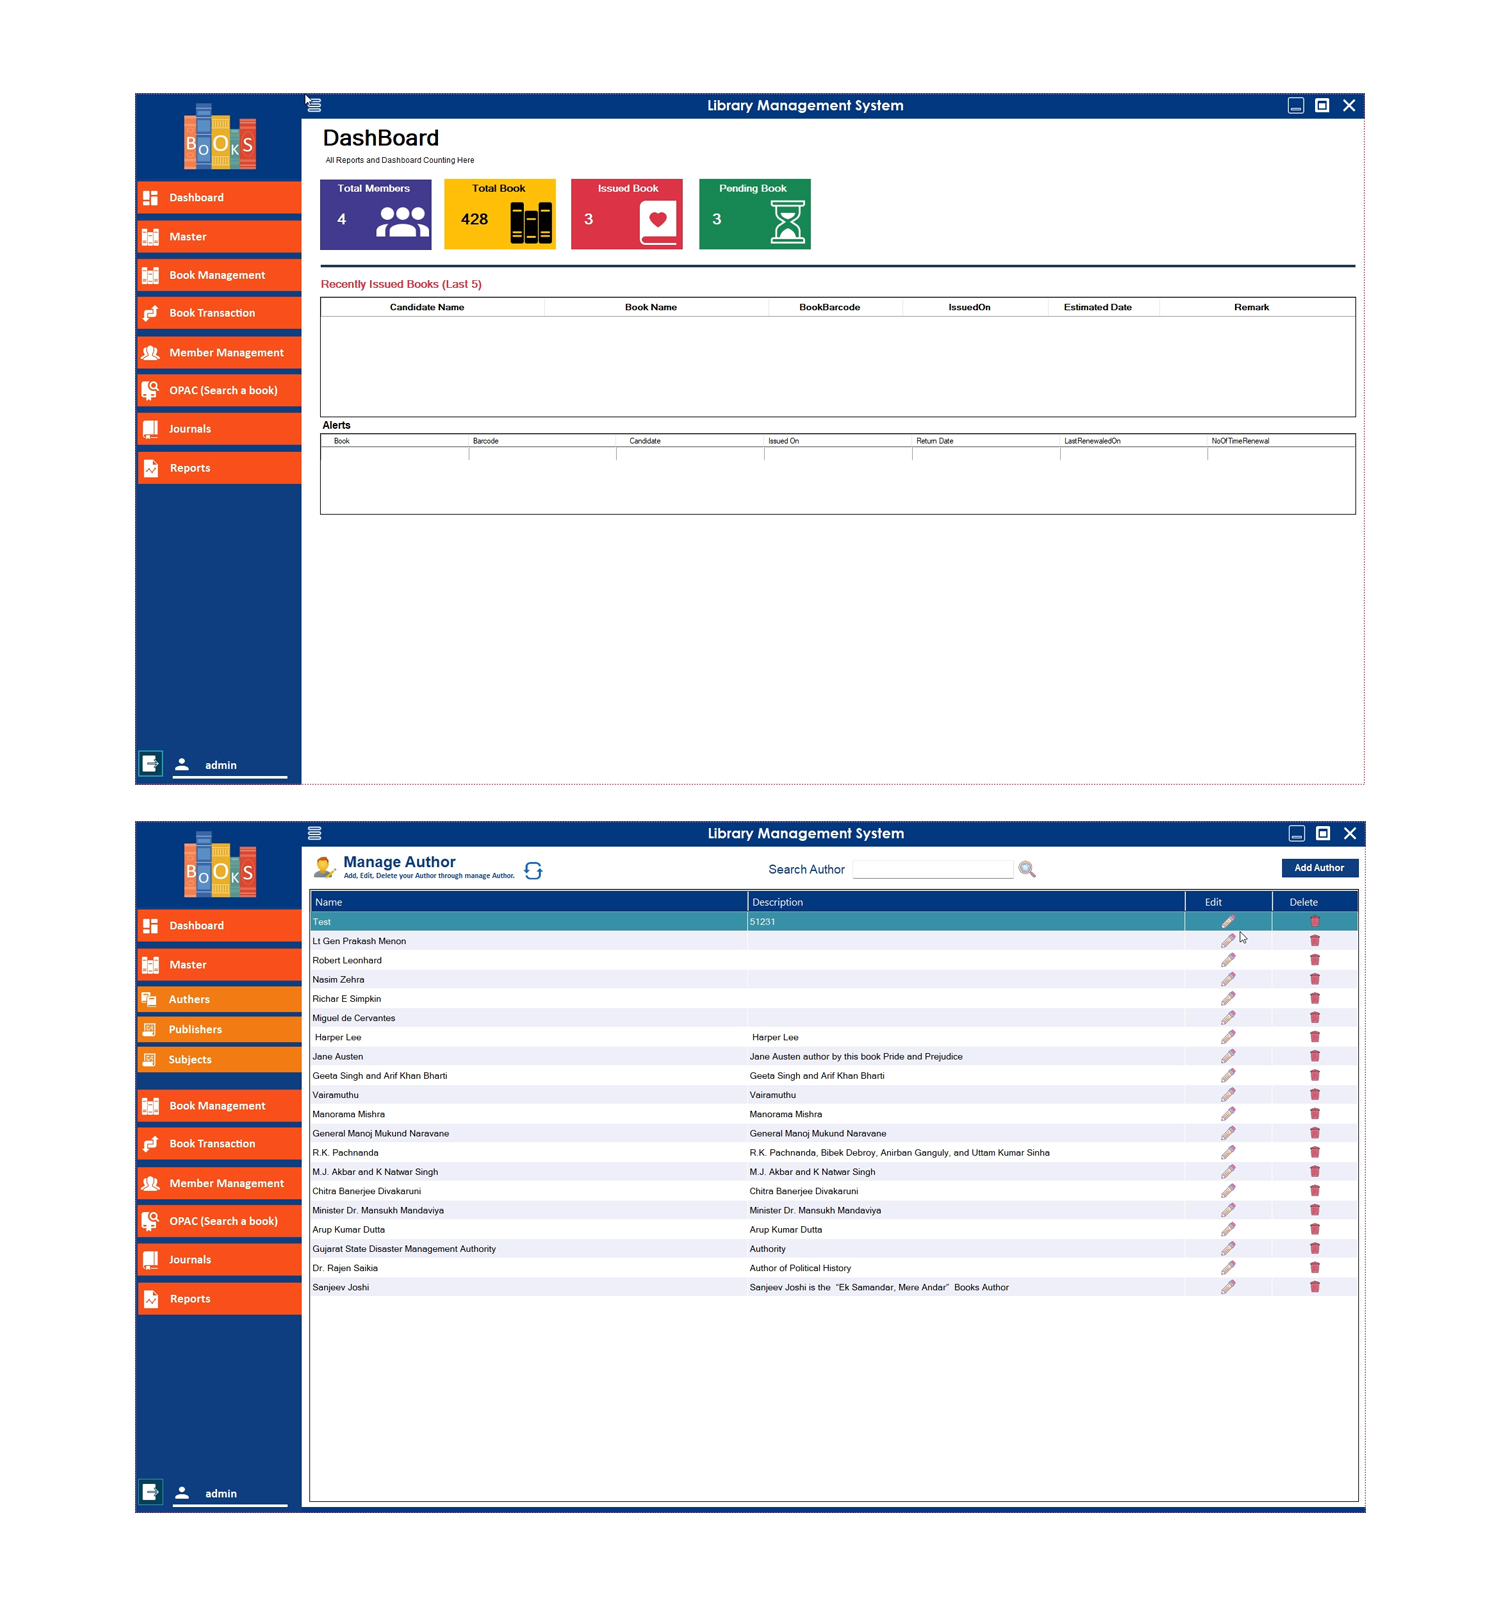 BOOKS
Library Management System
DashBoard
All Reports and Dashboard Counting Here
Total Members
4
Total Book
428
Issued Book
3
Pending Book
3
Dashboard
Master
Book Management
Book Transaction
Member Management
OPAC (Search a book)
Journals
Reports
admin
Recently Issued Books (Last 5)
Candidate Name Book Name BookBarcode IssuedOn Estimated Date Remark
Alerts
Book Barcode Candidate Issued On Return Date LastRenewaledOn NoOfTimeRenewal
BOOKS
Library Management System
Dashboard
Master
Authers
Publishers
Subjects
Book Management
Book Transaction
Member Management
OPAC (Search a book)
Journals
Reports
admin
Manage Author
Add, Edit, Delete your Author through manage Author.
Search Author
Add Author
Name Description Edit Delete
Test 51231
Lt Gen Prakash Menon
Robert Leonhard
Nasim Zehra
Richar E Simpkin
Miguel de Cervantes
Harper Lee Harper Lee
Jane Austen Jane Austen author by this book Pride and Prejudice
Geeta Singh and Arif Khan Bharti Geeta Singh and Arif Khan Bharti
Vairamuthu Vairamuthu
Manorama Mishra Manorama Mishra
General Manoj Mukund Naravane General Manoj Mukund Naravane
R.K. Pachnanda R.K. Pachnanda, Bibek Debroy, Anirban Ganguly, and Uttam Kumar Sinha
M.J. Akbar and K Natwar Singh M.J. Akbar and K Natwar Singh
Chitra Banerjee Divakaruni Chitra Banerjee Divakaruni
Minister Dr. Mansukh Mandaviya Minister Dr. Mansukh Mandaviya
Arup Kumar Dutta Arup Kumar Dutta
Gujarat State Disaster Management Authority Authority
Dr. Rajen Saikia Author of Political History
Sanjeev Joshi Sanjeev Joshi is the “Ek Samandar, Mere Andar” Books Author